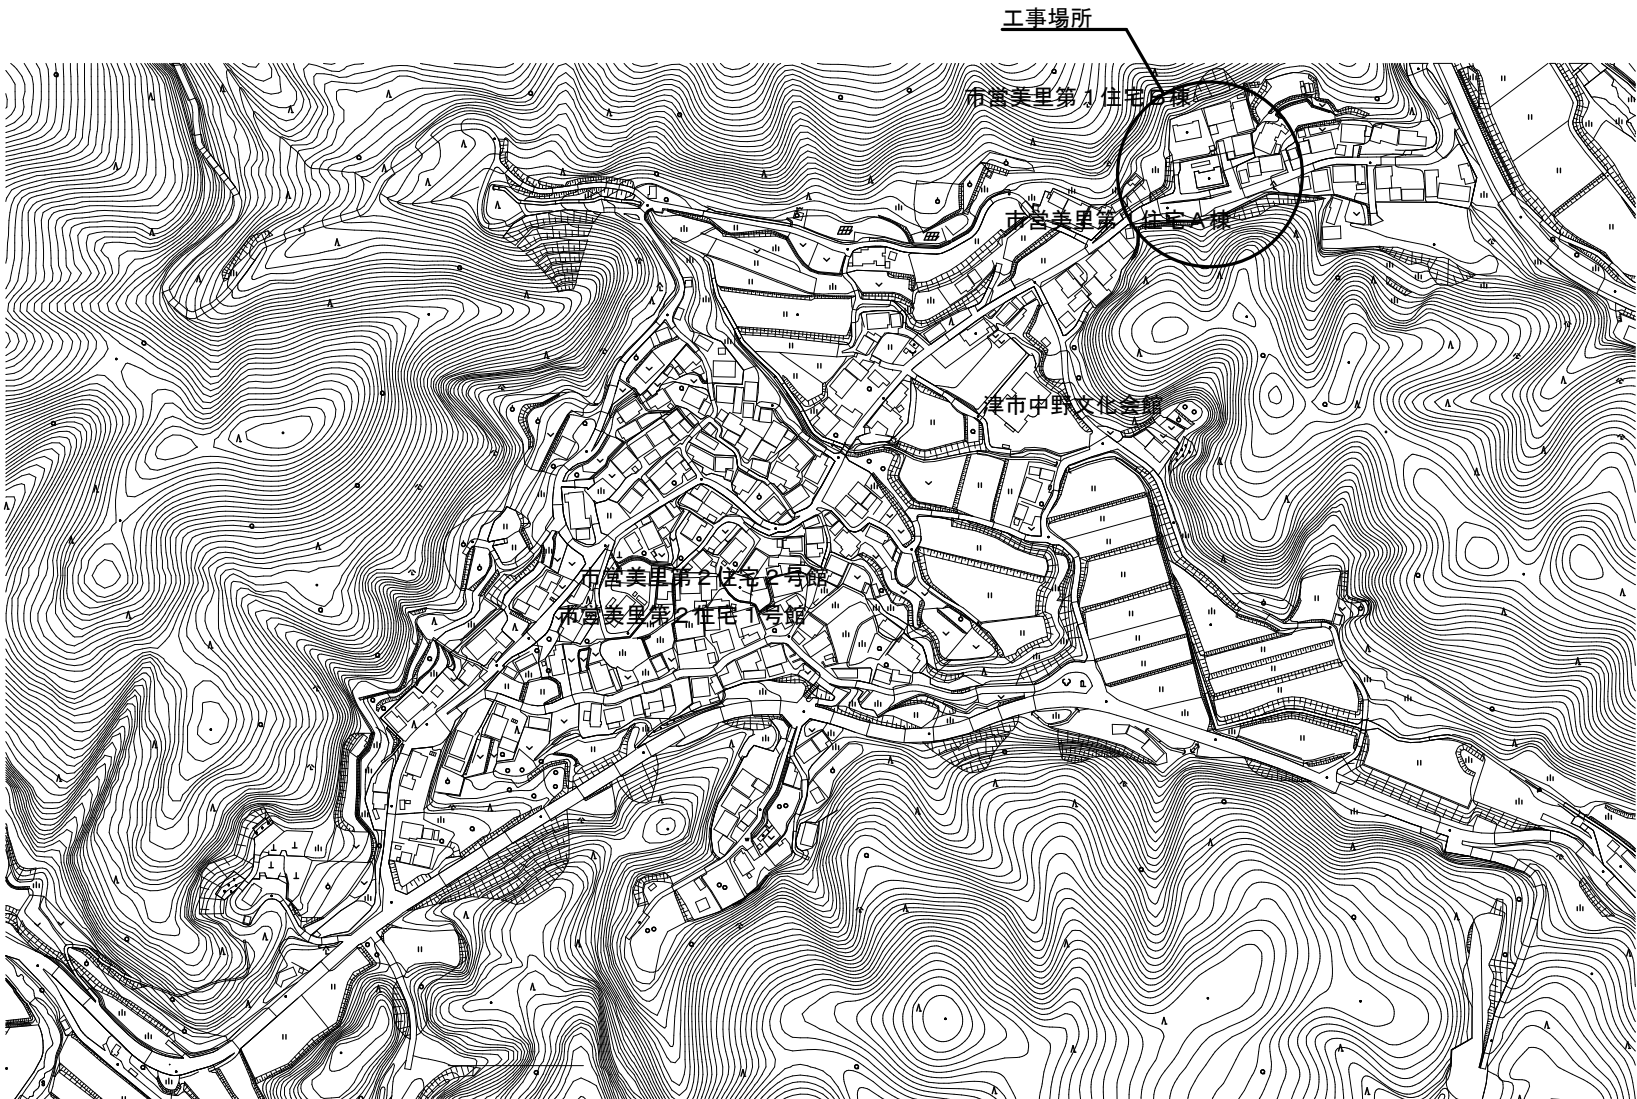 工事場所
市営美里第1住宅B棟
市営美里第1住宅A棟
津市中野文化会館
市営美里第2住宅2号館
市営美里第2住宅1号館